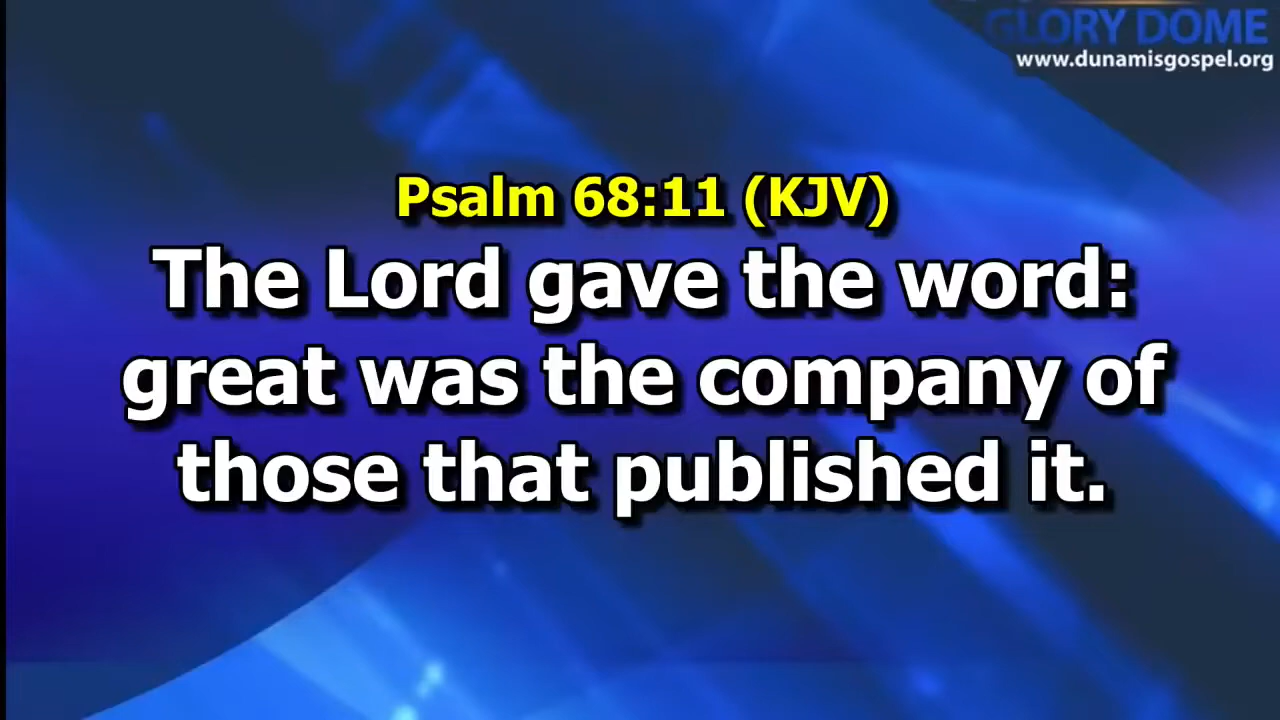 GLORY DOME
www.dunamisgospel.org
Psalm 68:11 (KJV)
The Lord gave the word:
great was the company of
those that published it.